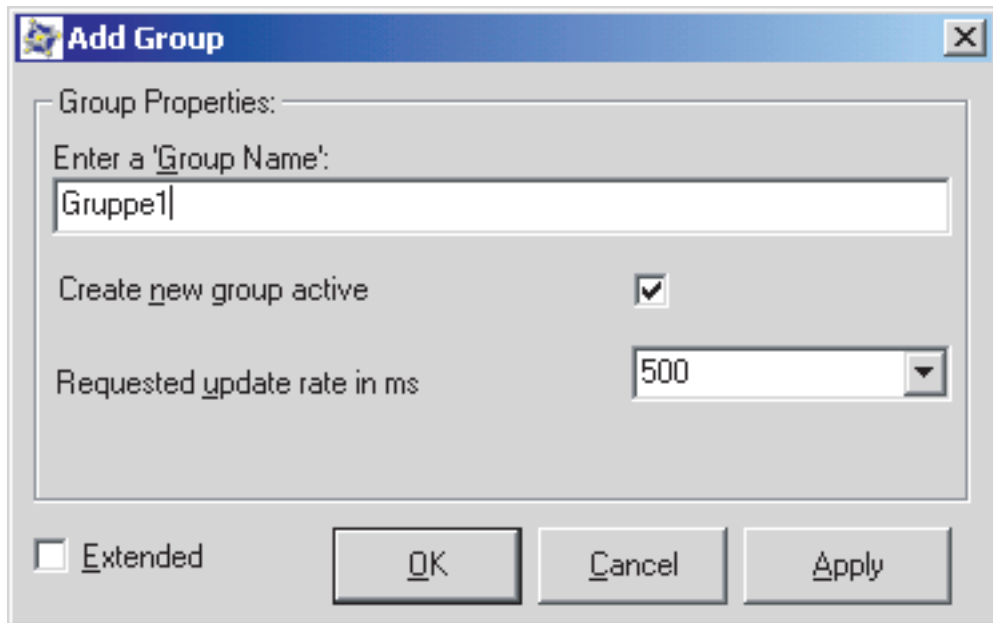 Add Group
Group Properties:
Enter a 'Group Name':
Gruppe1
Create new group active
Requested update rate in ms
500
Extended
OK
Cancel
Apply